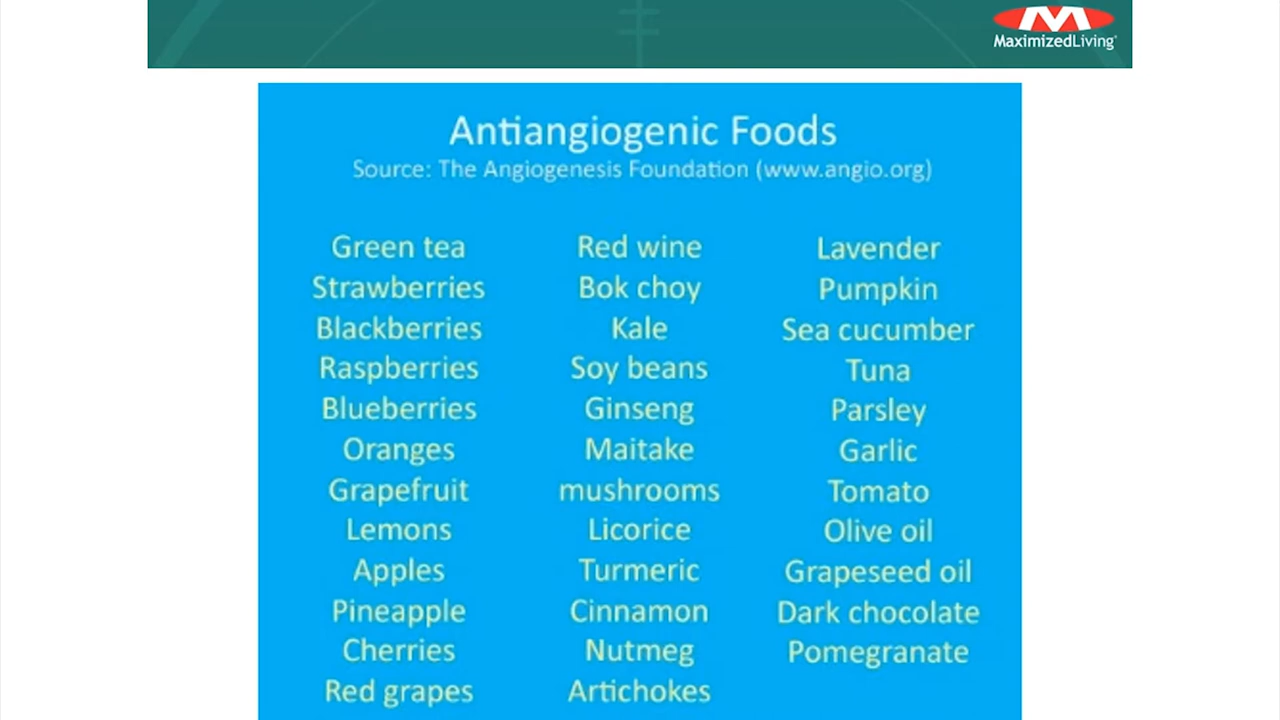 MaximizedLiving
Antiangiogenic Foods
Source: The Angiogenesis Foundation (www.angio.org)
Green tea
Strawberries
Blackberries
Raspberries
Blueberries
Oranges
Grapefruit
Lemons
Apples
Pineapple
Cherries
Red grapes
Red wine
Bok choy
Kale
Soy beans
Ginseng
Maitake
mushrooms
Licorice
Turmeric
Cinnamon
Nutmeg
Artichokes
Lavender
Pumpkin
Sea cucumber
Tuna
Parsley
Garlic
Tomato
Olive oil
Grapeseed oil
Dark chocolate
Pomegranate